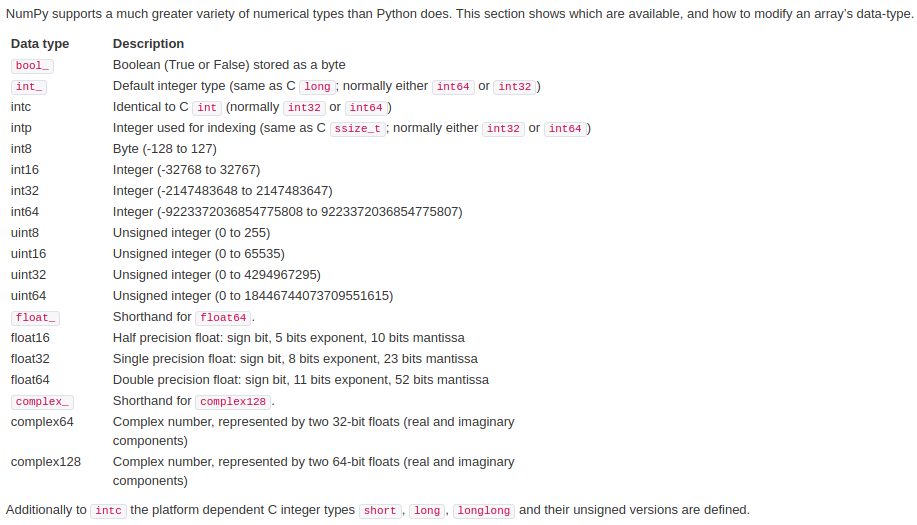 NumPy supports a much greater variety of numerical types than Python does. This section shows which are available, and how to modify an array's data-type.
Data type Description
bool_ Boolean (True or False) stored as a byte
int_ Default integer type (same as C long; normally either int64 or int32)
intc Identical to C int (normally int32 or int64)
intp Integer used for indexing (same as C ssize_t; normally either int32 or int64)
int8 Byte (-128 to 127)
int16 Integer (-32768 to 32767)
int32 Integer (-2147483648 to 2147483647)
int64 Integer (-9223372036854775808 to 9223372036854775807)
uint8 Unsigned integer (0 to 255)
uint16 Unsigned integer (0 to 65535)
uint32 Unsigned integer (0 to 4294967295)
uint64 Unsigned integer (0 to 18446744073709551615)
float_ Shorthand for float64.
float16 Half precision float: sign bit, 5 bits exponent, 10 bits mantissa
float32 Single precision float: sign bit, 8 bits exponent, 23 bits mantissa
float64 Double precision float: sign bit, 11 bits exponent, 52 bits mantissa
complex_ Shorthand for complex128.
complex64 Complex number, represented by two 32-bit floats (real and imaginary
components)
complex128 Complex number, represented by two 64-bit floats (real and imaginary
components)
Additionally to intc the platform dependent C integer types short, long, longlong and their unsigned versions are defined.